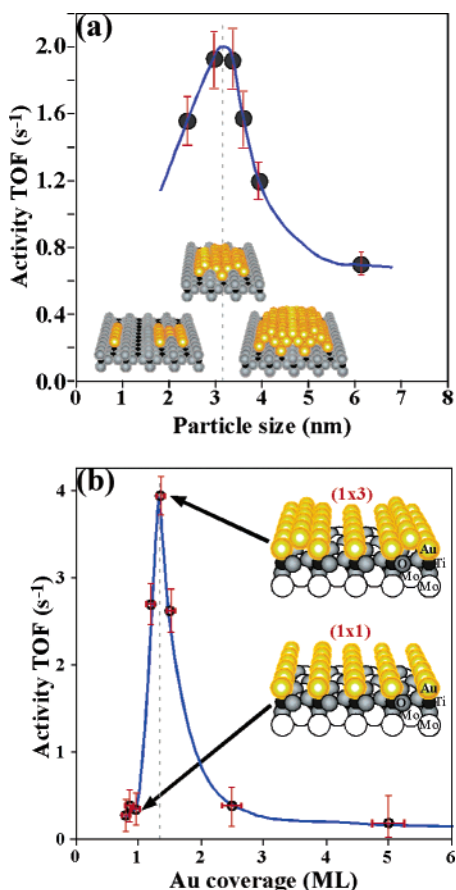 (a)
2.0
1.6
1.2
0.8
0.4
0.0
Activity TOF (s-1)
0 1 2 3 4 5 6 7 8
Particle size (nm)
(b)
4
3
2
1
0
Activity TOF (s-1)
(1x3)
Au
O Ti
Mo
Mo
(1x1)
Au
O Ti
Mo
Mo
0 1 2 3 4 5 6
Au coverage (ML)